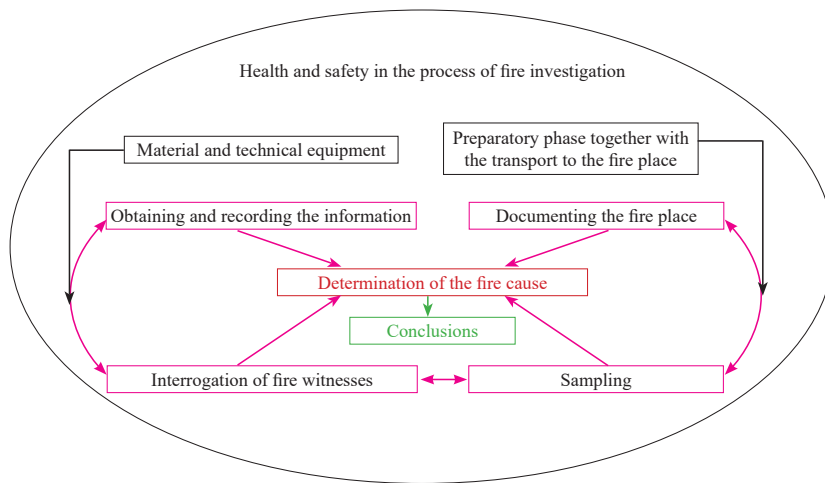 Health and safety in the process of fire investigation
Material and technical equipment
Preparatory phase together with
the transport to the fire place
Obtaining and recording the information
Documenting the fire place
Determination of the fire cause
Conclusions
Interrogation of fire witnesses
Sampling